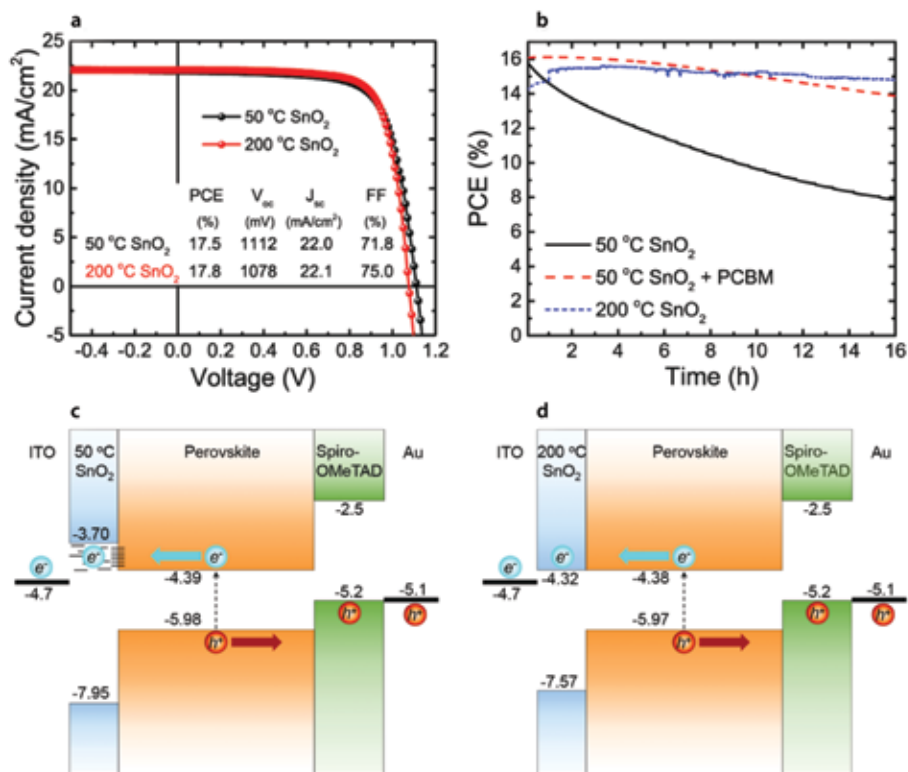 a
Current density (mA/cm²)
25
20
15
10
5
0
-5
50 °C SnO₂
200 °C SnO₂
PCE Voc Jsc FF
(%) (mV) (mA/cm²) (%)
50 °C SnO₂ 17.5 1112 22.0 71.8
200 °C SnO₂ 17.8 1078 22.1 75.0
-0.4 -0.2 0.0 0.2 0.4 0.6 0.8 1.0 1.2
Voltage (V)
b
PCE (%)
16
14
12
10
8
6
4
2
0
50 °C SnO₂
50 °C SnO₂ + PCBM
200 °C SnO₂
2 4 6 8 10 12 14 16
Time (h)
c
ITO
50 °C
SnO₂
Perovskite
Spiro-
OMeTAD
Au
-2.5
-3.70
e⁻ e⁻ e⁻
-4.7
-4.39
-5.2
-5.1
-5.98
h⁺ h⁺ h⁺
-7.95
d
ITO
200 °C
SnO₂
Perovskite
Spiro-
OMeTAD
Au
-2.5
e⁻ e⁻ e⁻
-4.7
-4.32
-4.38
-5.2
-5.1
-5.97
h⁺ h⁺ h⁺
-7.57